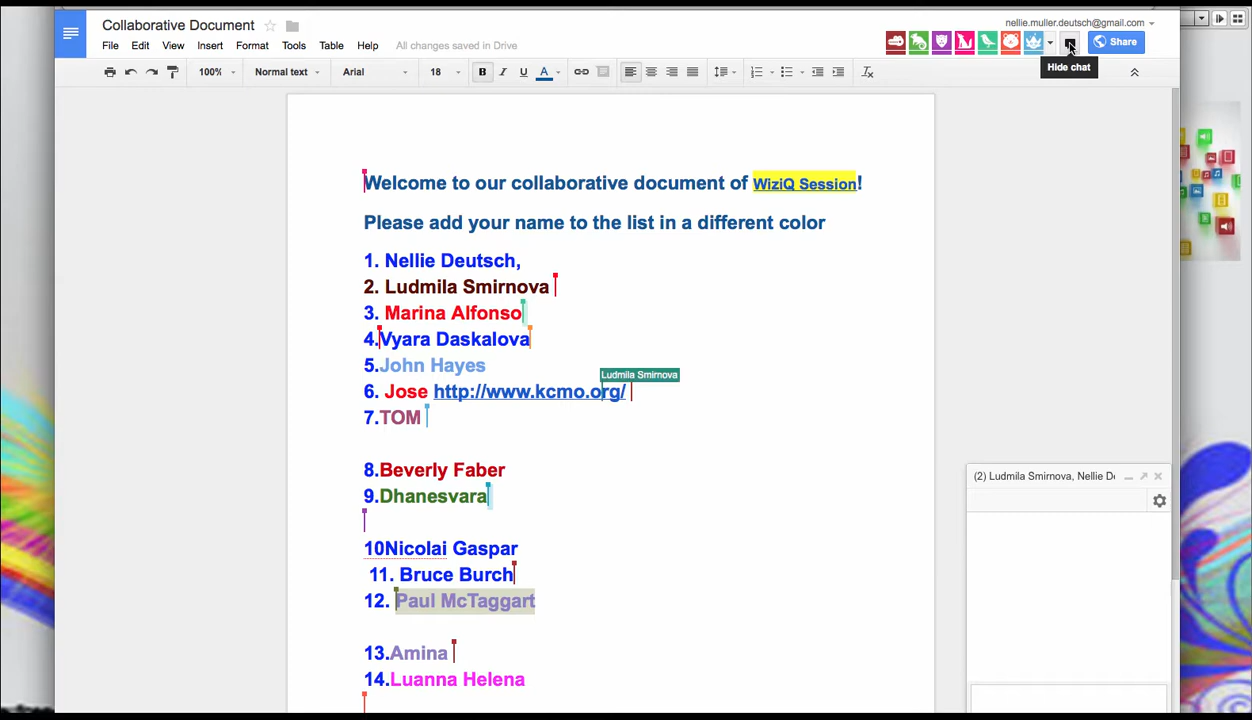 Collaborative Document
nellie.muller.deutsch@gmail.com
File Edit View Insert Format Tools Table Help All changes saved in Drive
Share
Hide chat
100% Normal text Arial 18 B I U A
Welcome to our collaborative document of WiziQ Session!
Please add your name to the list in a different color
1. Nellie Deutsch,
2. Ludmila Smirnova
3. Marina Alfonso
4.Vyara Daskalova
5.John Hayes
Ludmila Smirnova
6. Jose http://www.kcmo.org/
7.TOM
8.Beverly Faber
(2) Ludmila Smirnova, Nellie De
9.Dhanesvara
10Nicolai Gaspar
11. Bruce Burch
12. Paul McTaggart
13.Amina
14.Luanna Helena